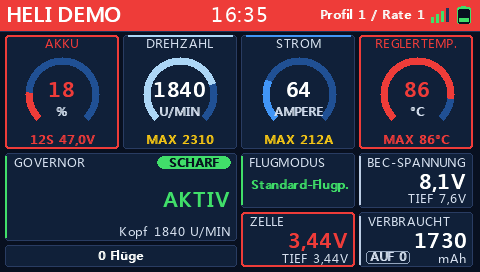 HELI DEMO 16:35 Profil 1 / Rate 1
AKKU DREHZAHL STROM REGLERTEMP.
18 1840 64 86
% U/MIN AMPERE °C
12S 47,0V MAX 2310 MAX 212A MAX 86°C
GOVERNOR SCHARF
AKTIV
Kopf 1840 U/MIN
0 Flüge
FLUGMODUS
Standard-Flugp.
BEC-SPANNUNG
8,1V
TIEF 7,6V
ZELLE
3,44V
TIEF 3,44V
VERBRAUCHT
1730
AUF 0 mAh